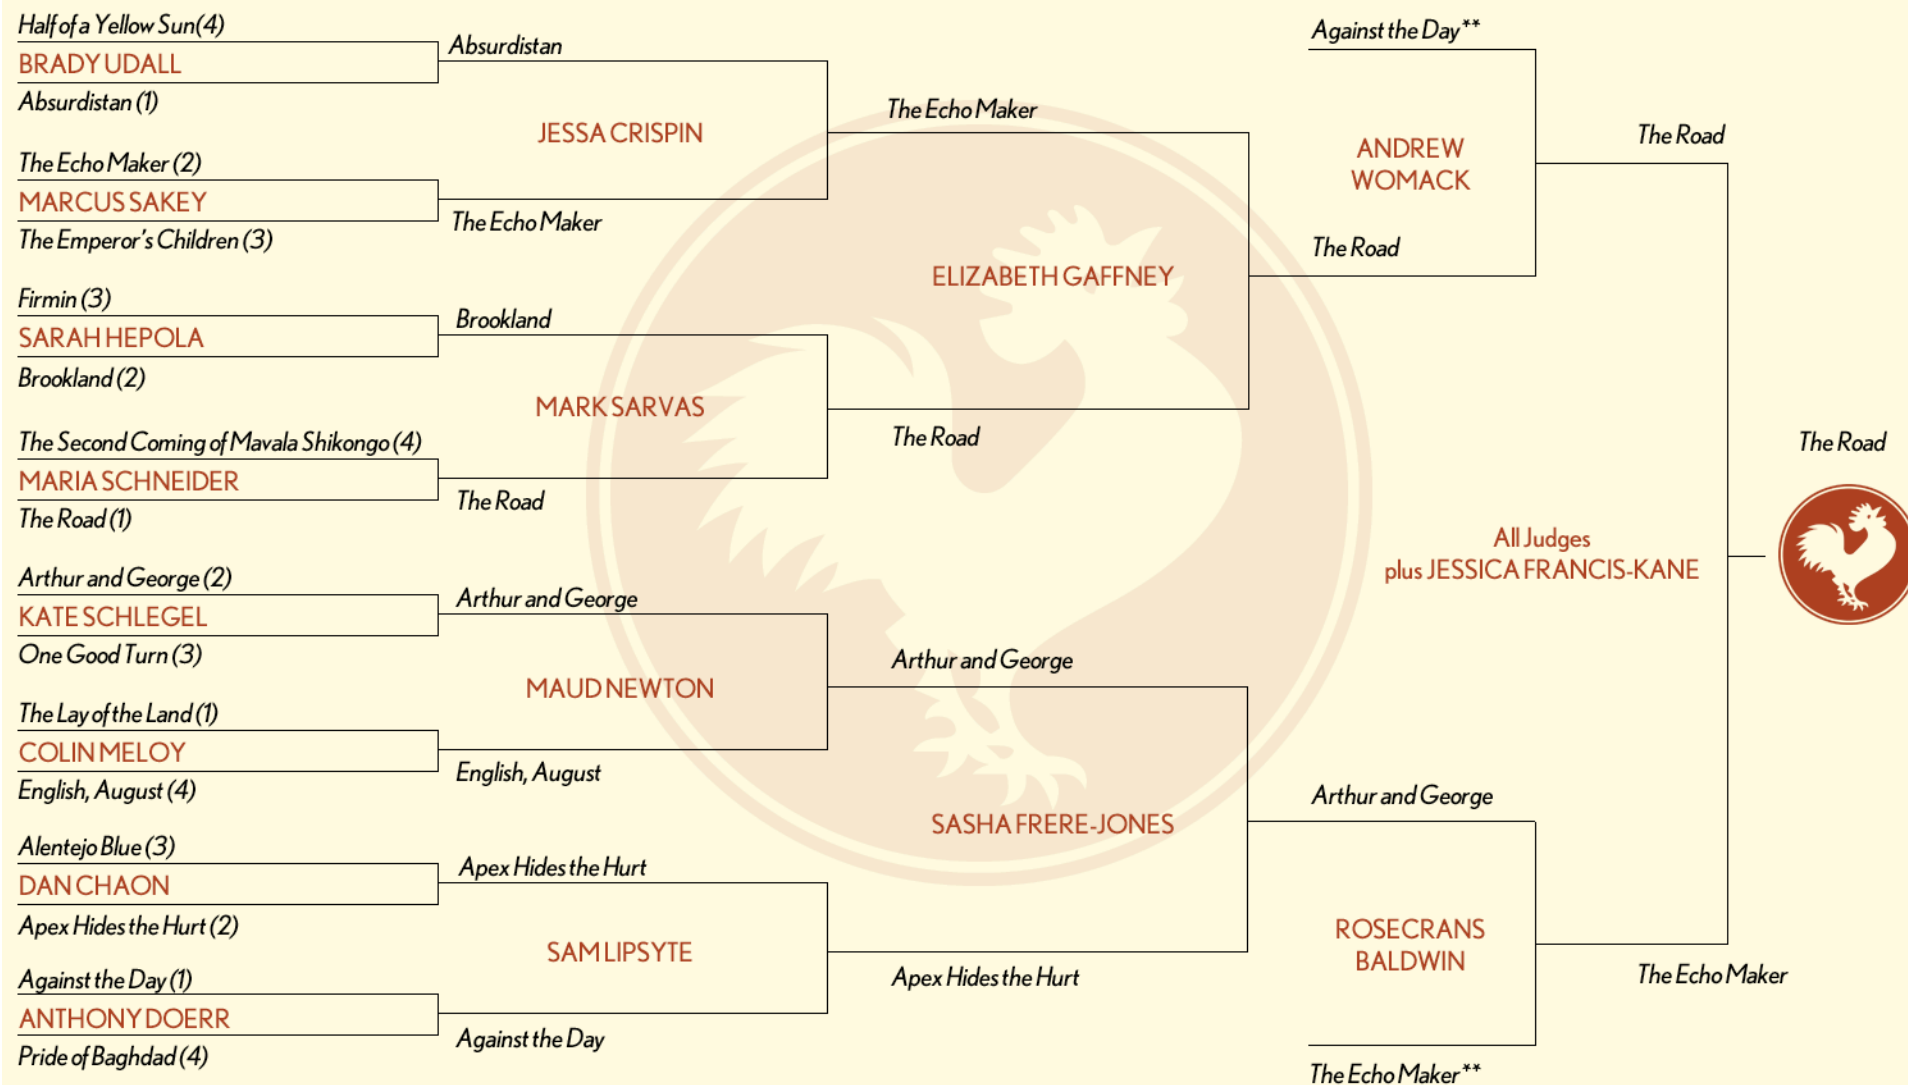 Half of a Yellow Sun(4)
BRADY UDALL
Absurdistan (1)
The Echo Maker (2)
MARCUS SAKEY
The Emperor's Children (3)
Firmin (3)
SARAH HEPOLA
Brookland (2)
The Second Coming of Mavala Shikongo (4)
MARIA SCHNEIDER
The Road (1)
Arthur and George (2)
KATE SCHLEGEL
One Good Turn (3)
The Lay of the Land (1)
COLIN MELOY
English, August (4)
Alentejo Blue (3)
DAN CHAON
Apex Hides the Hurt (2)
Against the Day (1)
ANTHONY DOERR
Pride of Baghdad (4)
Absurdistan
JESSA CRISPIN
The Echo Maker
Brookland
MARK SARVAS
The Road
Arthur and George
MAUD NEWTON
English, August
Apex Hides the Hurt
SAM LIPSYTE
Against the Day
The Echo Maker
ELIZABETH GAFFNEY
The Road
Arthur and George
SASHA FRERE-JONES
Apex Hides the Hurt
Against the Day**
ANDREW
WOMACK
The Road
Arthur and George
ROSECRANS
BALDWIN
The Echo Maker**
The Road
All Judges
plus JESSICA FRANCIS-KANE
The Echo Maker
The Road